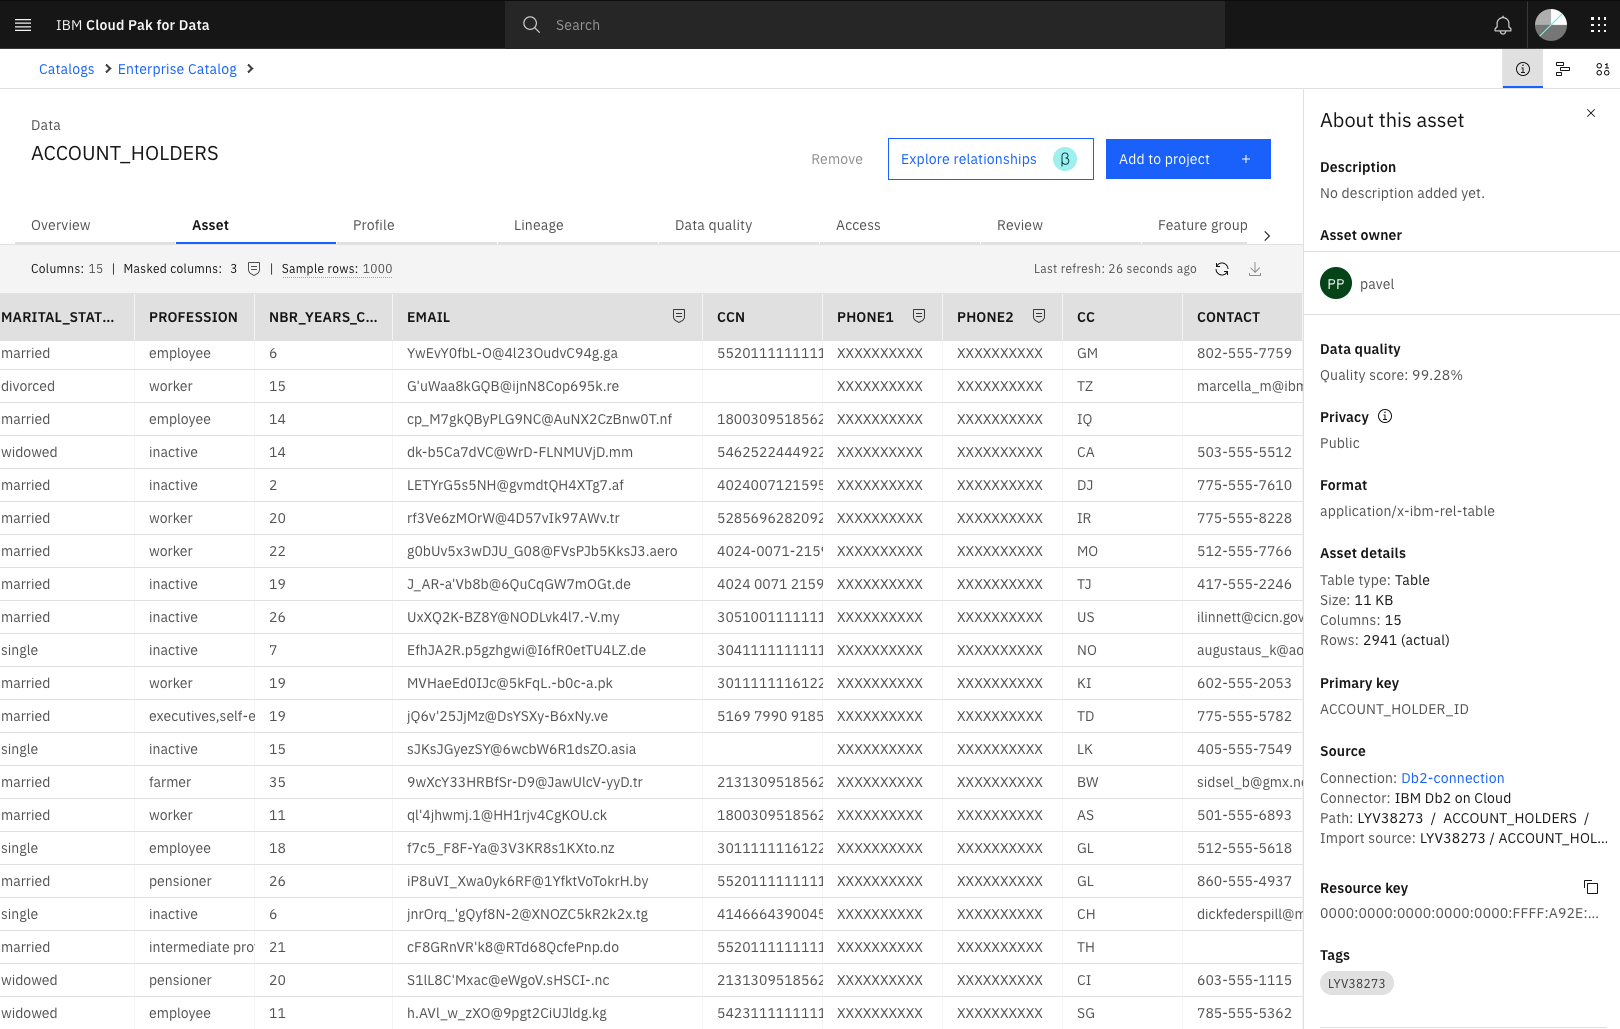 IBM Cloud Pak for Data
Search
Catalogs
Enterprise Catalog
Data
ACCOUNT_HOLDERS
Remove
Explore relationships β
Add to project +
Overview Asset Profile Lineage Data quality Access Review Feature group
Columns: 15 | Masked columns: 3 | Sample rows: 1000
Last refresh: 26 seconds ago
MARITAL_STAT... PROFESSION NBR_YEARS_C... EMAIL CCN PHONE1 PHONE2 CC CONTACT
married employee 6 YwEvY0fbL-O@4l23OudvC94g.ga 5520111111111 XXXXXXXXXX XXXXXXXXXX GM 802-555-7759
divorced worker 15 G'uWaa8kGQB@ijnN8Cop695k.re XXXXXXXXXX XXXXXXXXXX TZ marcella_m@ibm
married employee 14 cp_M7gkQByPLG9NC@AuNX2CzBnw0T.nf 1800309518562 XXXXXXXXXX XXXXXXXXXX IQ
widowed inactive 14 dk-b5Ca7dVC@WrD-FLNMUVjD.mm 5462522444922 XXXXXXXXXX XXXXXXXXXX CA 503-555-5512
married inactive 2 LETYrG5s5NH@gvmdtQH4XTg7.af 4024007121595 XXXXXXXXXX XXXXXXXXXX DJ 775-555-7610
married worker 20 rf3Ve6zMOrW@4D57vIk97AWv.tr 5285696282092 XXXXXXXXXX XXXXXXXXXX IR 775-555-8228
married worker 22 g0bUv5x3wDJU_G08@FVsPJb5KksJ3.aero 4024-0071-2159 XXXXXXXXXX XXXXXXXXXX MO 512-555-7766
married inactive 19 J_AR-a'Vb8b@6QuCqGW7mOGt.de 4024 0071 2159 XXXXXXXXXX XXXXXXXXXX TJ 417-555-2246
married inactive 26 UxXQ2K-BZ8Y@NODLvk4l7.-V.my 3051001111111 XXXXXXXXXX XXXXXXXXXX US ilinnett@cicn.gov
single inactive 7 EfhJA2R.p5gzhgwi@I6fR0etTU4LZ.de 3041111111111 XXXXXXXXXX XXXXXXXXXX NO augustaus_k@ao
married worker 19 MVHaeEd0IJc@5kFqL.-b0c-a.pk 3011111116122 XXXXXXXXXX XXXXXXXXXX KI 602-555-2053
married executives,self-e 19 jQ6v'25JjMz@DsYSXy-B6xNy.ve 5169 7990 9185 XXXXXXXXXX XXXXXXXXXX TD 775-555-5782
single inactive 15 sJKsJGyezSY@6wcbW6R1dsZO.asia XXXXXXXXXX XXXXXXXXXX LK 405-555-7549
married farmer 35 9wXcY33HRBfSr-D9@JawUlcV-yyD.tr 2131309518562 XXXXXXXXXX XXXXXXXXXX BW sidsel_b@gmx.n
married worker 11 ql'4jhwmj.1@HH1rjv4CgKOU.ck 1800309518562 XXXXXXXXXX XXXXXXXXXX AS 501-555-6893
single employee 18 f7c5_F8F-Ya@3V3KR8s1KXto.nz 3011111116122 XXXXXXXXXX XXXXXXXXXX GL 512-555-5618
married pensioner 26 iP8uVI_Xwa0yk6RF@1YfktVoTokrH.by 5520111111111 XXXXXXXXXX XXXXXXXXXX GL 860-555-4937
single inactive 6 jnrOrq_'gQyf8N-2@XNOZC5kR2k2x.tg 4146664390045 XXXXXXXXXX XXXXXXXXXX CH dickfederspill@m
married intermediate pro 21 cF8GRnVR'k8@RTd68QcfePnp.do 5520111111111 XXXXXXXXXX XXXXXXXXXX TH
widowed pensioner 20 S1lL8C'Mxac@eWgoV.sHSCI-.nc 2131309518562 XXXXXXXXXX XXXXXXXXXX CI 603-555-1115
widowed employee 11 h.AVl_w_zXO@9pgt2CiUJldg.kg 5423111111111 XXXXXXXXXX XXXXXXXXXX SG 785-555-5362
About this asset
Description
No description added yet.
Asset owner
PP pavel
Data quality
Quality score: 99.28%
Privacy
Public
Format
application/x-ibm-rel-table
Asset details
Table type: Table
Size: 11 KB
Columns: 15
Rows: 2941 (actual)
Primary key
ACCOUNT_HOLDER_ID
Source
Connection: Db2-connection
Connector: IBM Db2 on Cloud
Path: LYV38273 / ACCOUNT_HOLDERS /
Import source: LYV38273 / ACCOUNT_HOL...
Resource key
0000:0000:0000:0000:0000:FFFF:A92E:...
Tags
LYV38273